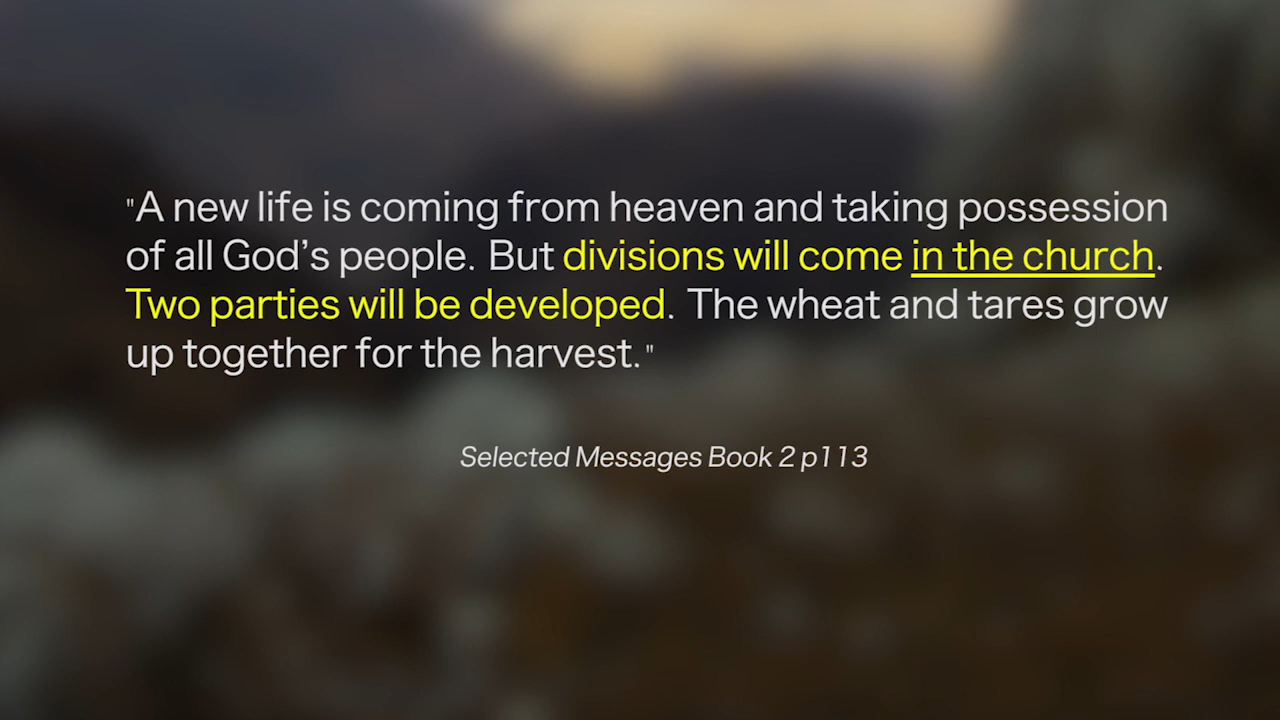 "A new life is coming from heaven and taking possession
of all God’s people. But divisions will come in the church.
Two parties will be developed. The wheat and tares grow
up together for the harvest."
Selected Messages Book 2 p113